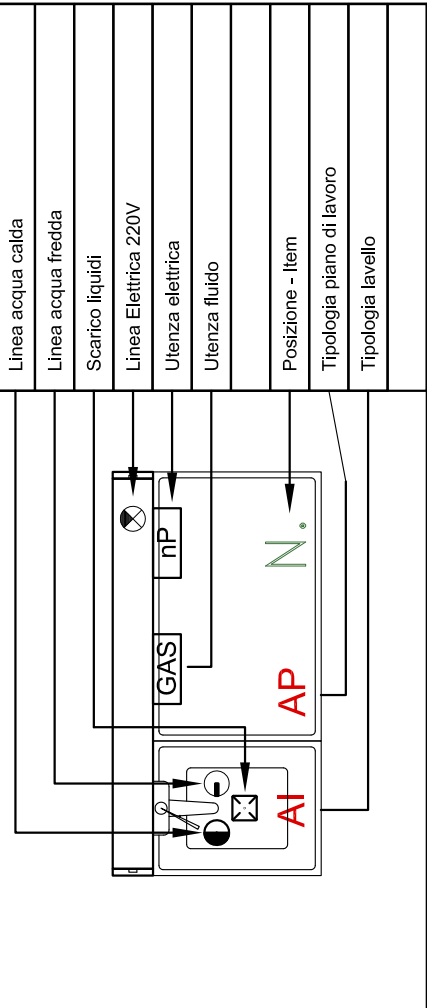 Linea acqua calda
Linea acqua fredda
Scarico liquidi
Linea Elettrica 220V
Utenza elettrica
Utenza fluido
Posizione - Item
Tipologia piano di lavoro
Tipologia lavello
nP
GAS
N.
AP
AI